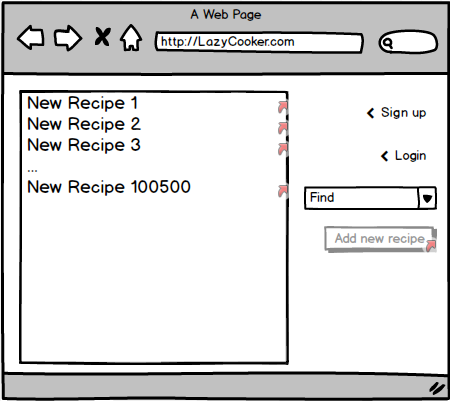 A Web Page
http://LazyCooker.com
New Recipe 1
New Recipe 2
New Recipe 3
...
New Recipe 100500
Sign up
Login
Find
Add new recipe